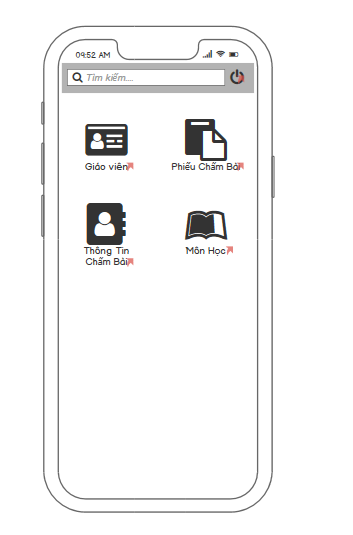 09:52 AM
Tìm kiếm....
Giáo viên
Phiếu Chấm Bài
Thông Tin
Chấm Bài
Môn Học